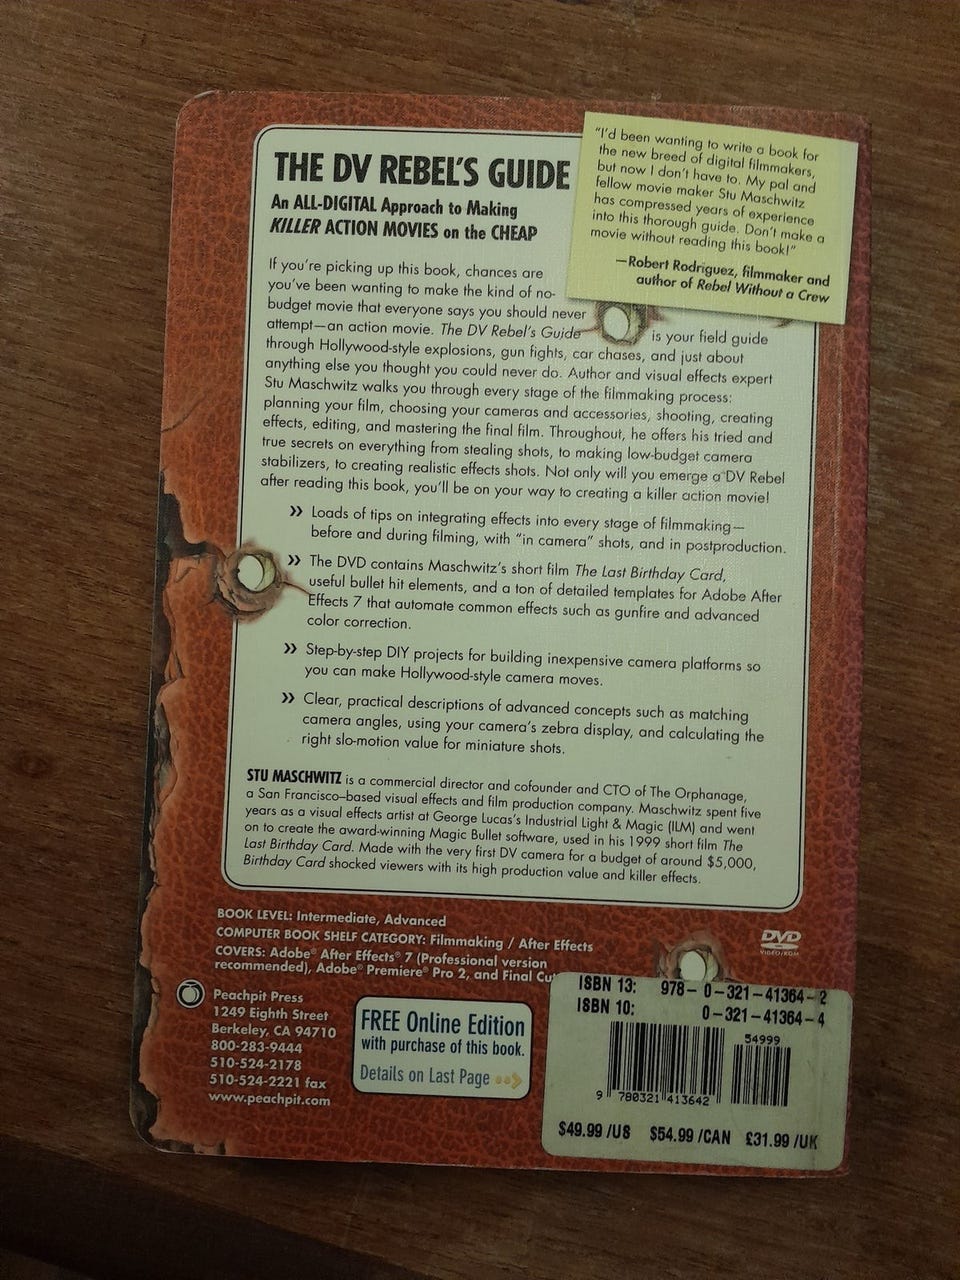 "I'd been wanting to write a book for
the new breed of digital filmmakers,
but now I don't have to. My pal and
fellow movie maker Stu Maschwitz
has compressed years of experience
into this thorough guide. Don't make a
movie without reading this book!"
—Robert Rodriguez, filmmaker and
author of Rebel Without a Crew
THE DV REBEL'S GUIDE
An ALL-DIGITAL Approach to Making
KILLER ACTION MOVIES on the CHEAP
If you're picking up this book, chances are
you've been wanting to make the kind of no-
budget movie that everyone says you should never
attempt—an action movie. The DV Rebel's Guide is your field guide
through Hollywood-style explosions, gun fights, car chases, and just about
anything else you thought you could never do. Author and visual effects expert
Stu Maschwitz walks you through every stage of the filmmaking process:
planning your film, choosing your cameras and accessories, shooting, creating
effects, editing, and mastering the final film. Throughout, he offers his tried and
true secrets on everything from stealing shots, to making low-budget camera
stabilizers, to creating realistic effects shots. Not only will you emerge a DV Rebel
after reading this book, you'll be on your way to creating a killer action movie!
» Loads of tips on integrating effects into every stage of filmmaking—
before and during filming, with "in camera" shots, and in postproduction.
» The DVD contains Maschwitz's short film The Last Birthday Card,
useful bullet hit elements, and a ton of detailed templates for Adobe After
Effects 7 that automate common effects such as gunfire and advanced
color correction.
» Step-by-step DIY projects for building inexpensive camera platforms so
you can make Hollywood-style camera moves.
» Clear, practical descriptions of advanced concepts such as matching
camera angles, using your camera's zebra display, and calculating the
right slo-motion value for miniature shots.
STU MASCHWITZ is a commercial director and cofounder and CTO of The Orphanage,
a San Francisco–based visual effects and film production company. Maschwitz spent five
years as a visual effects artist at George Lucas's Industrial Light & Magic (ILM) and went
on to create the award-winning Magic Bullet software, used in his 1999 short film The
Last Birthday Card. Made with the very first DV camera for a budget of around $5,000,
Birthday Card shocked viewers with its high production value and killer effects.
BOOK LEVEL: Intermediate, Advanced
COMPUTER BOOK SHELF CATEGORY: Filmmaking / After Effects
COVERS: Adobe® After Effects® 7 (Professional version
recommended), Adobe® Premiere® Pro 2, and Final Cu
DVD
VIDEO/ROM
Peachpit Press
1249 Eighth Street
Berkeley, CA 94710
800-283-9444
510-524-2178
510-524-2221 fax
www.peachpit.com
FREE Online Edition
with purchase of this book.
Details on Last Page
ISBN 13: 978-0-321-41364-2
ISBN 10: 0-321-41364-4
54999
9 780321 413642
$49.99/US $54.99/CAN £31.99/UK